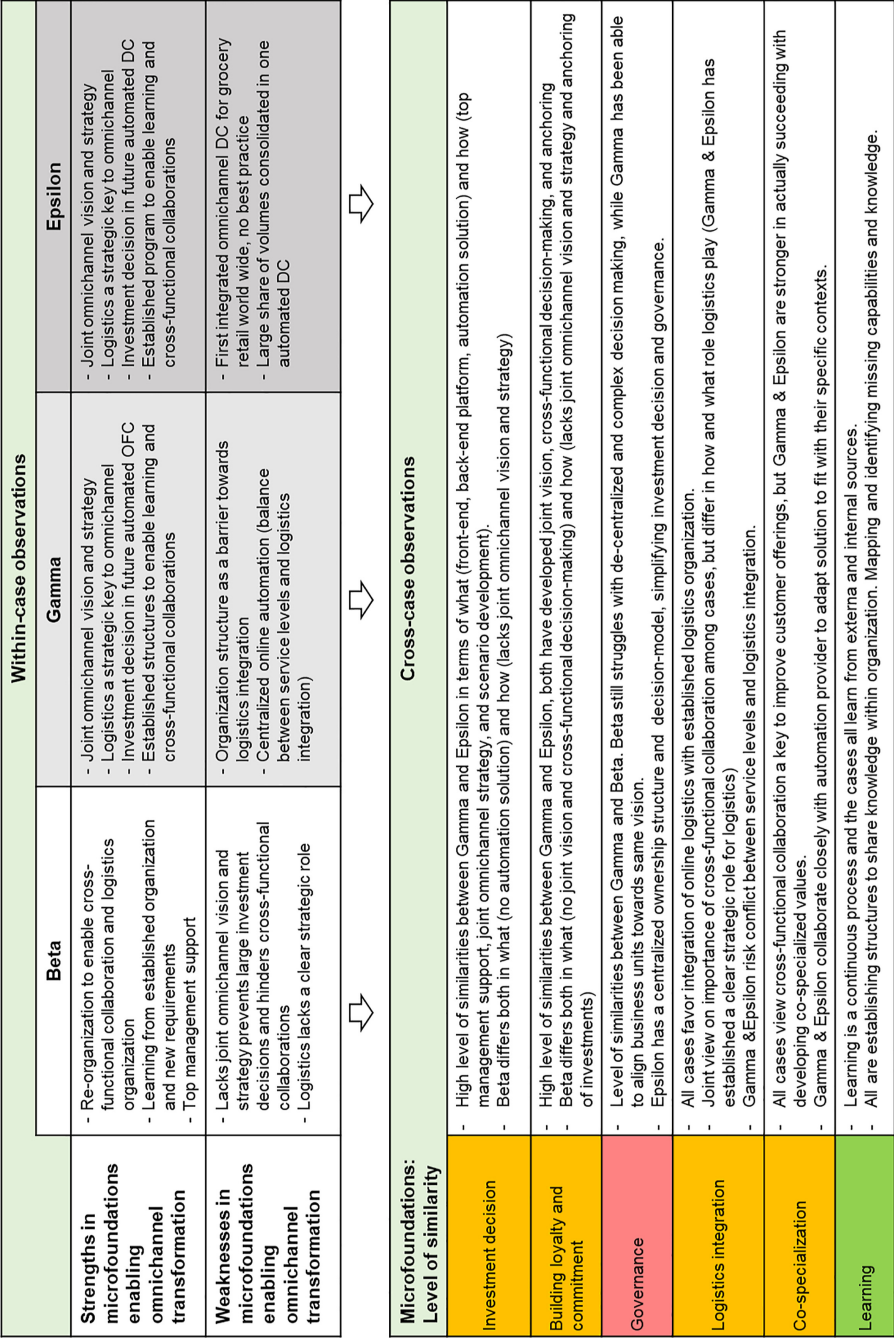 Within-case observations
Beta
Gamma
Epsilon
Strengths in
microfoundations
enabling
omnichannel
transformation
- Re-organization to enable cross-
functional collaboration and logistics
organization
- Learning from established organization
and new requirements
- Top management support
- Joint omnichannel vision and strategy
- Logistics a strategic key to omnichannel
- Investment decision in future automated OFC
- Established structures to enable learning and
cross-functional collaborations
- Joint omnichannel vision and strategy
- Logistics a strategic key to omnichannel
- Investment decision in future automated DC
- Established program to enable learning and
cross-functional collaborations
Weaknesses in
microfoundations
enabling
omnichannel
transformation
- Lacks joint omnichannel vision and
strategy prevents large investment
decisions and hinders cross-functional
collaborations
- Logistics lacks a clear strategic role
- Organization structure as a barrier towards
logistics integration
- Centralized online automation (balance
between service levels and logistics
integration)
- First integrated omnichannel DC for grocery
retail world wide, no best practice
- Large share of volumes consolidated in one
automated DC
Microfoundations:
Level of similarity
Cross-case observations
Investment decision
- High level of similarities between Gamma and Epsilon in terms of what (front-end, back-end platform, automation solution) and how (top
management support, joint omnichannel strategy, and scenario development).
- Beta differs both in what (no automation solution) and how (lacks joint omnichannel vision and strategy)
Building loyalty and
commitment
- High level of similarities between Gamma and Epsilon, both have developed joint vision, cross-functional decision-making, and anchoring
- Beta differs both in what (no joint vision and cross-functional decision-making) and how (lacks joint omnichannel vision and strategy and anchoring
of investments)
Governance
- Level of similarities between Gamma and Beta. Beta still struggles with de-centralized and complex decision making, while Gamma has been able
to align business units towards same vision.
- Epsilon has a centralized ownership structure and decision-model, simplifying investment decision and governance.
Logistics integration
- All cases favor integration of online logistics with established logistics organization.
- Joint view on importance of cross-functional collaboration among cases, but differ in how and what role logistics play (Gamma & Epsilon has
established a clear strategic role for logistics)
- Gamma &Epsilon risk conflict between service levels and logistics integration.
Co-specialization
- All cases view cross-functional collaboration a key to improve customer offerings, but Gamma & Epsilon are stronger in actually succeeding with
developing co-specialized values.
- Gamma & Epsilon collaborate closely with automation provider to adapt solution to fit with their specific contexts.
Learning
- Learning is a continuous process and the cases all learn from externa and internal sources.
- All are establishing structures to share knowledge within organization. Mapping and identifying missing capabilities and knowledge.